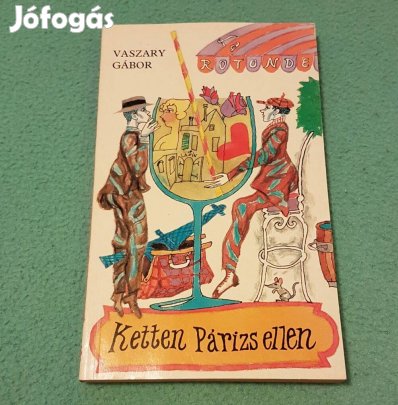 Jófogás
VASZARY
GÁBOR
ROTONDE
Ketten Párizs ellen